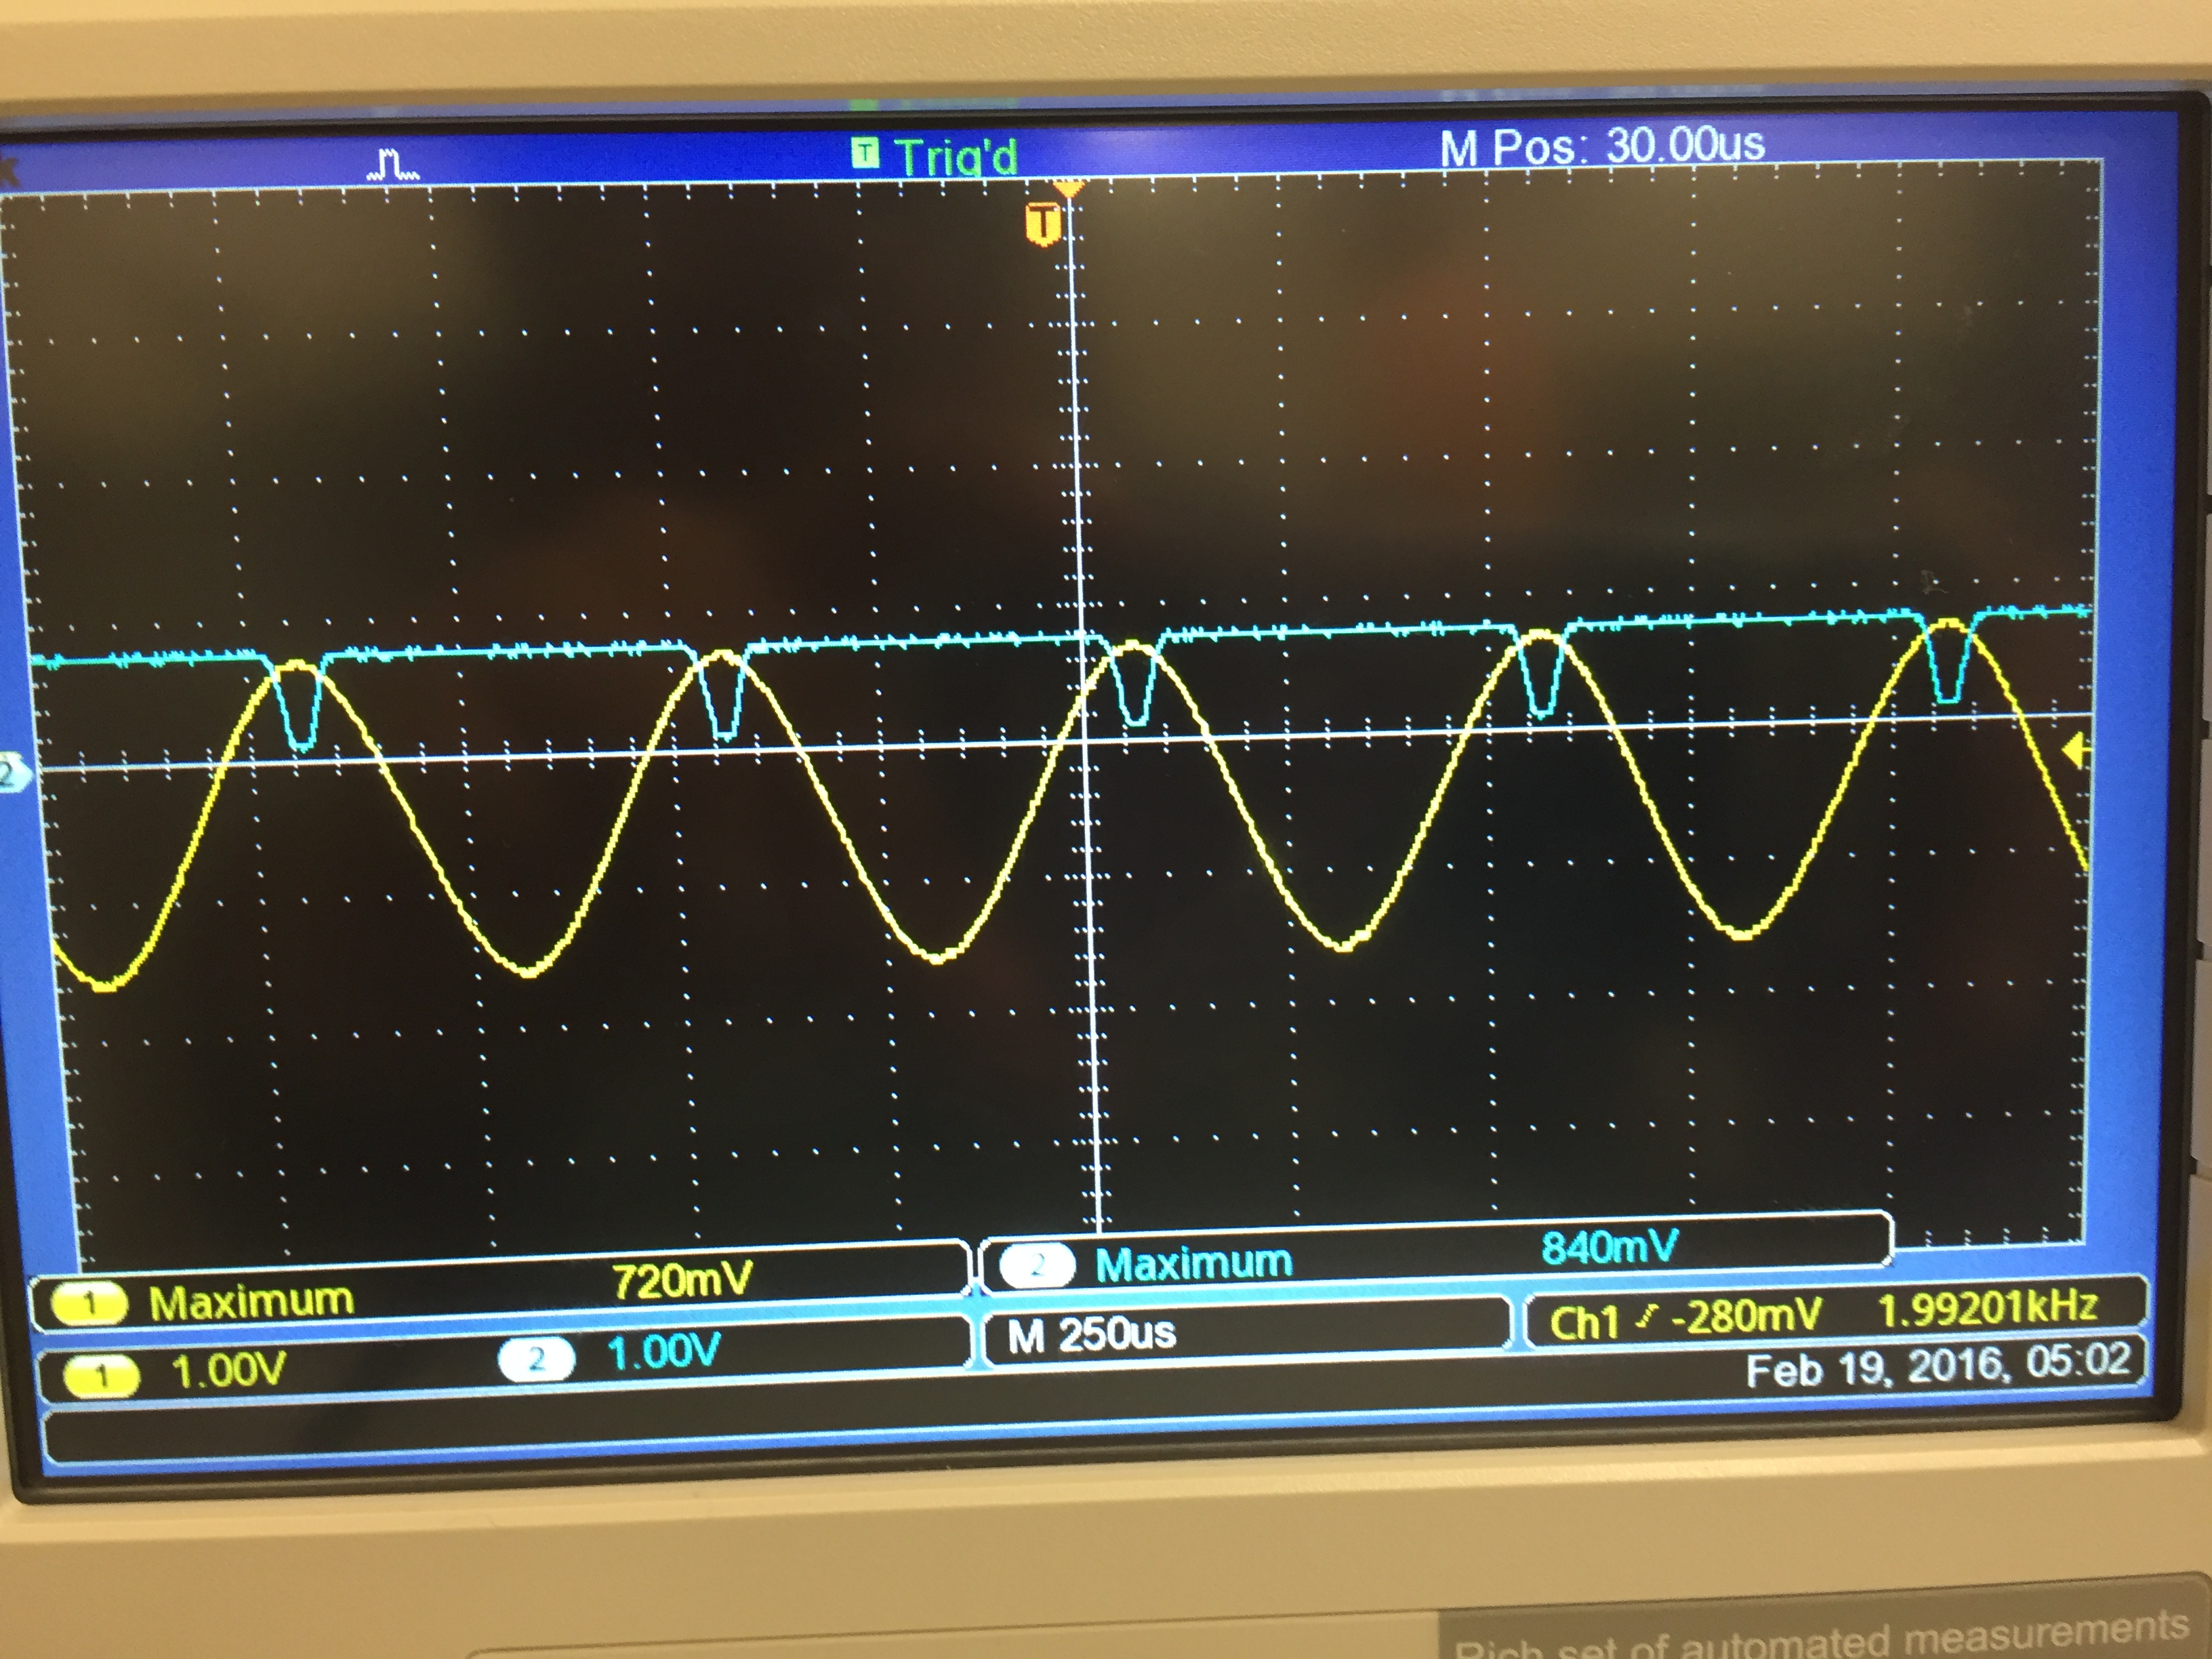 T Trig'd M Pos: 30.00us
T
2
1 Maximum 720mV 2 Maximum 840mV
1 1.00V 2 1.00V M 250us Ch1 -280mV 1.99201kHz
Feb 19, 2016, 05:02
Rich set of automated measurements